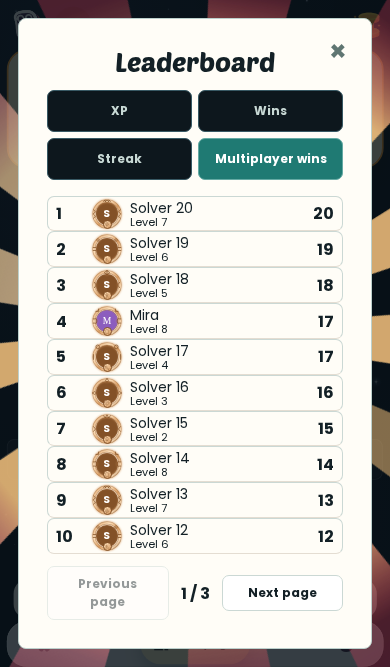 Leaderboard
✖
XP
Wins
Streak
Multiplayer wins
1 S Solver 20 20
Level 7
2 S Solver 19 19
Level 6
3 S Solver 18 18
Level 5
4 M Mira 17
Level 8
5 S Solver 17 17
Level 4
6 S Solver 16 16
Level 3
7 S Solver 15 15
Level 2
8 S Solver 14 14
Level 8
9 S Solver 13 13
Level 7
10 S Solver 12 12
Level 6
Previous
page
1 / 3
Next page